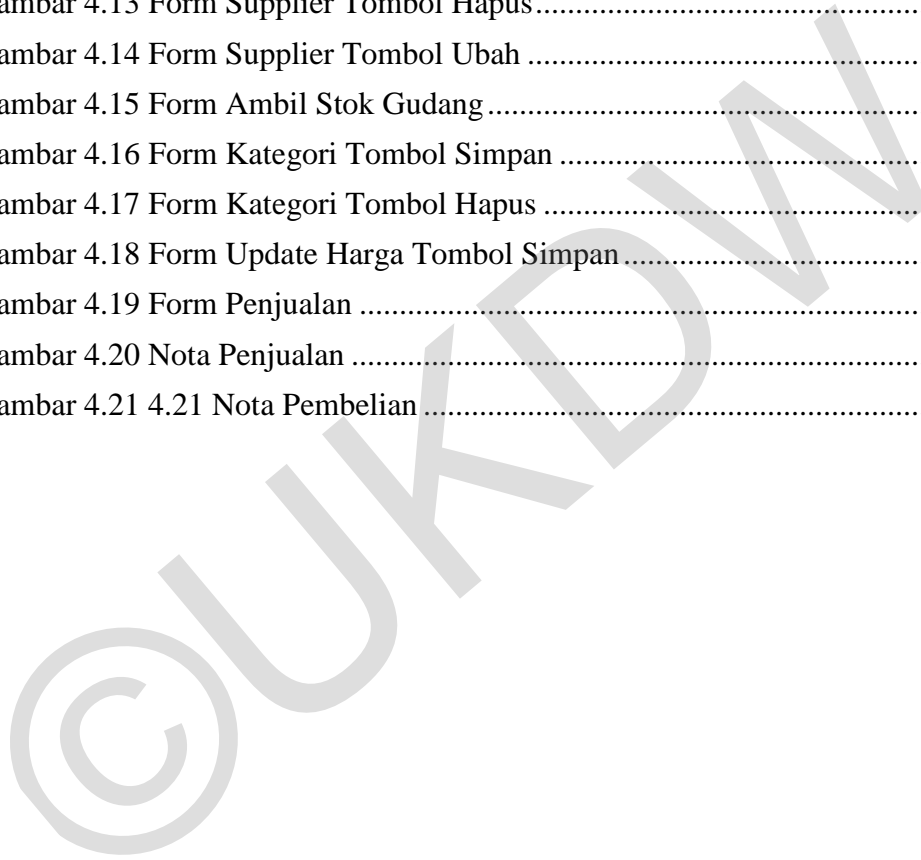 ambar 4.13 Form Supplier Tombol Hapus................................................
ambar 4.14 Form Supplier Tombol Ubah .................................................
ambar 4.15 Form Ambil Stok Gudang......................................................
ambar 4.16 Form Kategori Tombol Simpan .............................................
ambar 4.17 Form Kategori Tombol Hapus ...............................................
ambar 4.18 Form Update Harga Tombol Simpan.....................................
ambar 4.19 Form Penjualan .....................................................................
ambar 4.20 Nota Penjualan ......................................................................
ambar 4.21 4.21 Nota Pembelian..............................................................
©UKDW